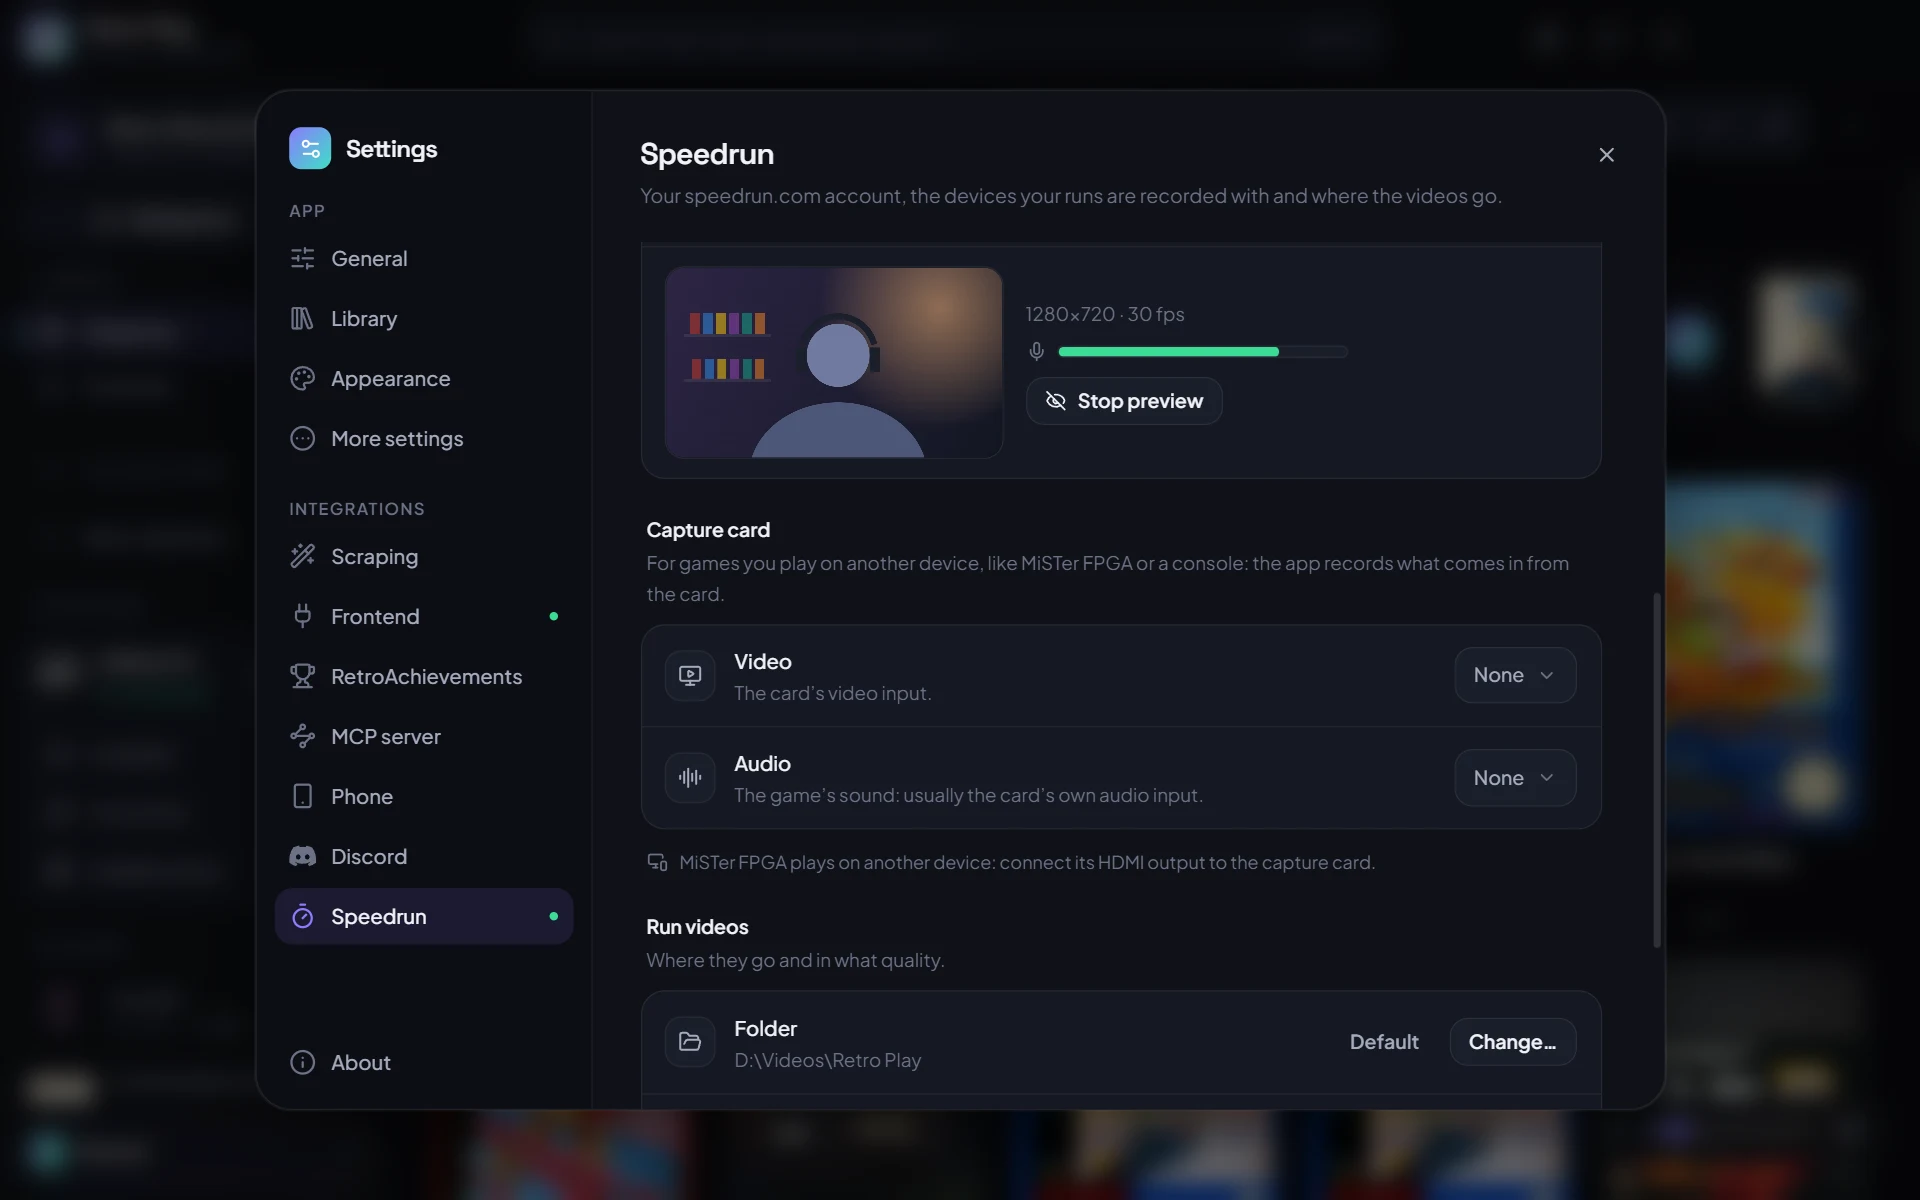 Settings
APP
General
Library
Appearance
More settings
INTEGRATIONS
Scraping
Frontend
RetroAchievements
MCP server
Phone
Discord
Speedrun
About
Speedrun
Your speedrun.com account, the devices your runs are recorded with and where the videos go.
1280×720 · 30 fps
Stop preview
Capture card
For games you play on another device, like MiSTer FPGA or a console: the app records what comes in from
the card.
Video
The card’s video input.
None
Audio
The game’s sound: usually the card’s own audio input.
None
MiSTer FPGA plays on another device: connect its HDMI output to the capture card.
Run videos
Where they go and in what quality.
Folder
D:\Videos\Retro Play
Default
Change...